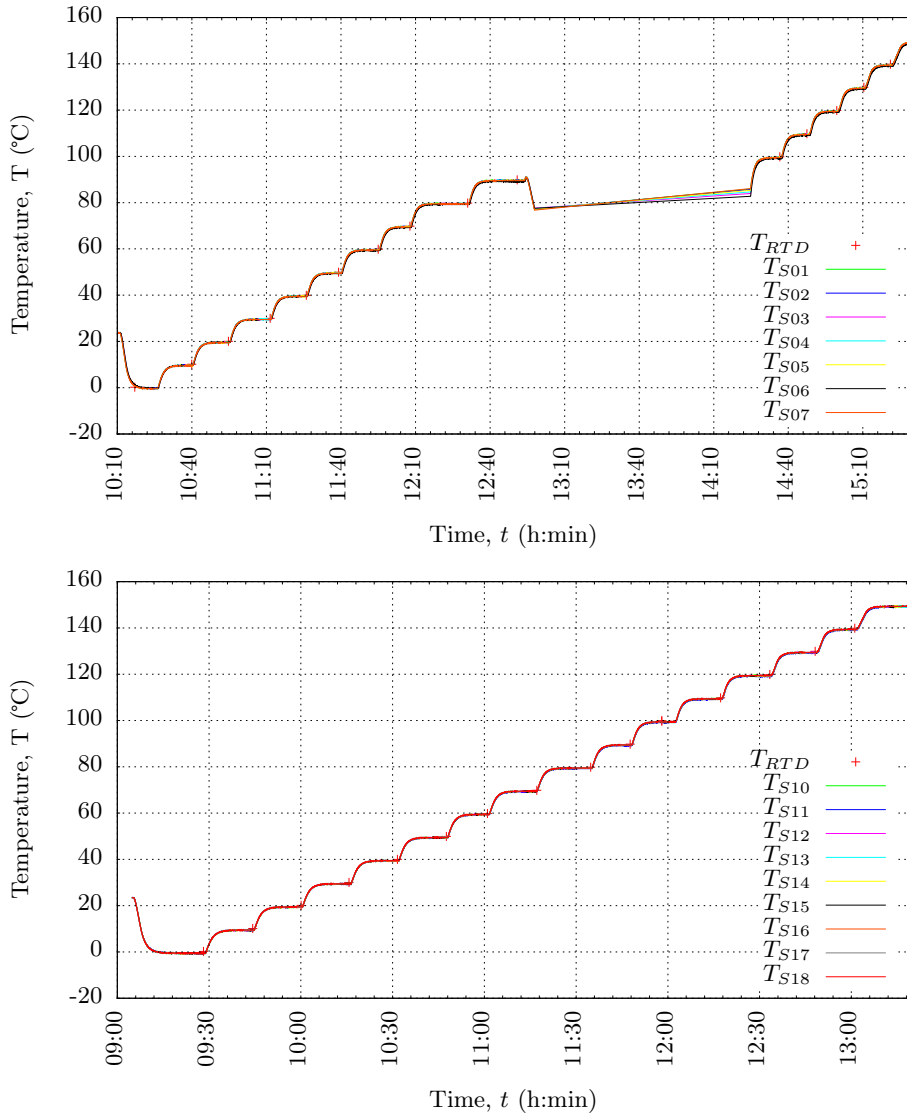 160
140
120
100
80
60
40
20
0
-20
Temperature, T (°C)
T_RTD
T_S01
T_S02
T_S03
T_S04
T_S05
T_S06
T_S07
10:10
10:40
11:10
11:40
12:10
12:40
13:10
13:40
14:10
14:40
15:10
Time, t (h:min)
160
140
120
100
80
60
40
20
0
-20
Temperature, T (°C)
T_RTD
T_S10
T_S11
T_S12
T_S13
T_S14
T_S15
T_S16
T_S17
T_S18
09:00
09:30
10:00
10:30
11:00
11:30
12:00
12:30
13:00
Time, t (h:min)